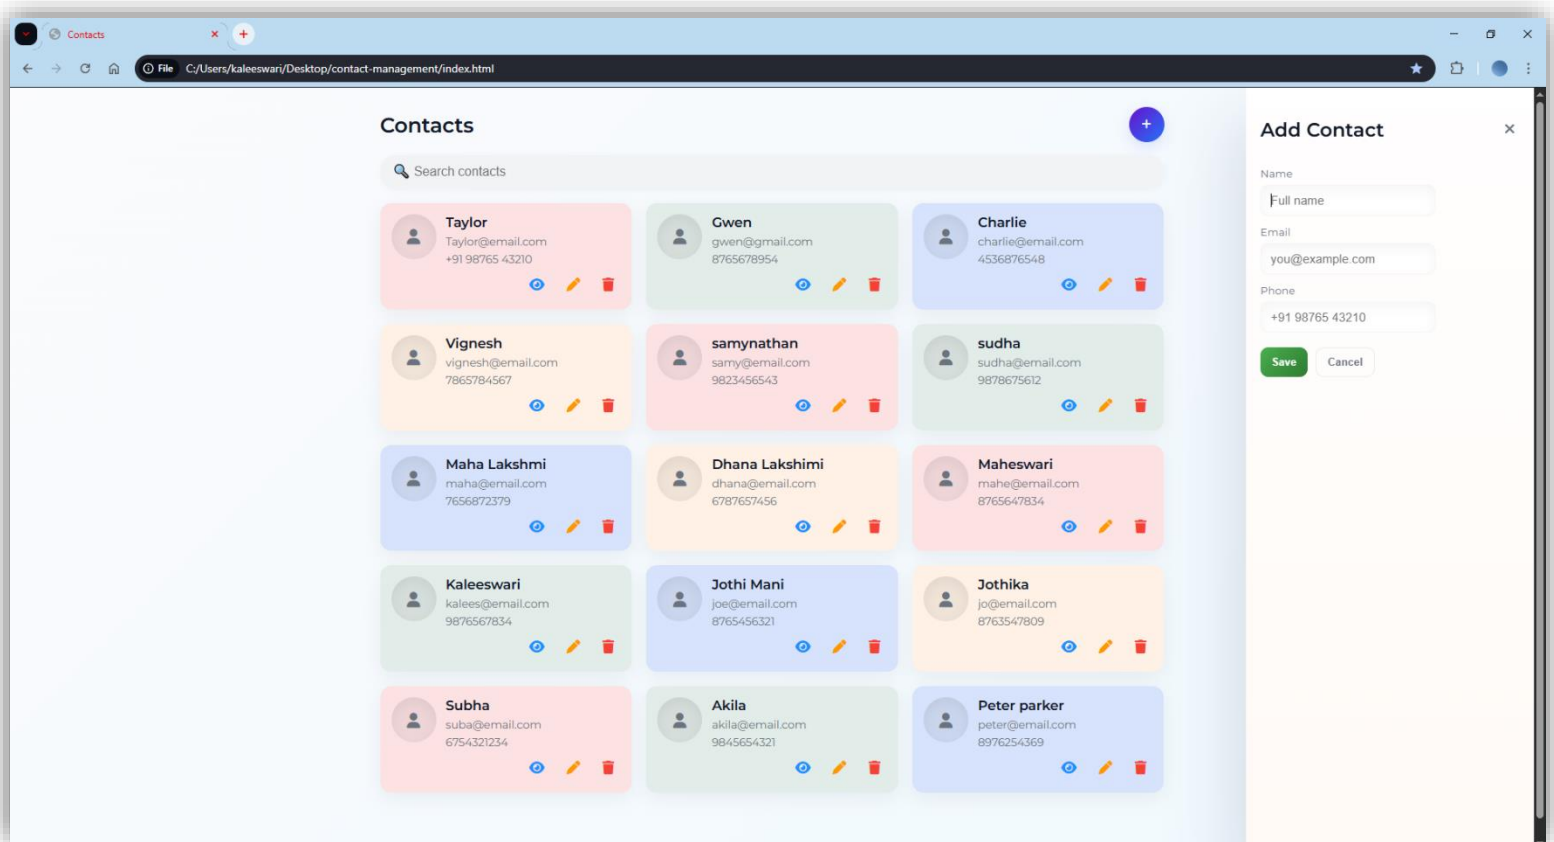 Contacts
File C:/Users/kaleeswari/Desktop/contact-management/index.html
Contacts
+
Search contacts
Taylor
Taylor@email.com
+91 98765 43210
Gwen
gwen@gmail.com
8765678954
Charlie
charlie@email.com
4536876548
Vignesh
vignesh@email.com
7865784567
samynathan
samy@email.com
9823456543
sudha
sudha@email.com
9878675612
Maha Lakshmi
maha@email.com
7656872379
Dhana Lakshimi
dhana@email.com
6787657456
Maheswari
mahe@email.com
8765647834
Kaleeswari
kalees@email.com
9876567834
Jothi Mani
joe@email.com
8765456321
Jothika
jo@email.com
8763547809
Subha
suba@email.com
6754321234
Akila
akila@email.com
9845654321
Peter parker
peter@email.com
8976254369
Add Contact
Name
Full name
Email
you@example.com
Phone
+91 98765 43210
Save Cancel